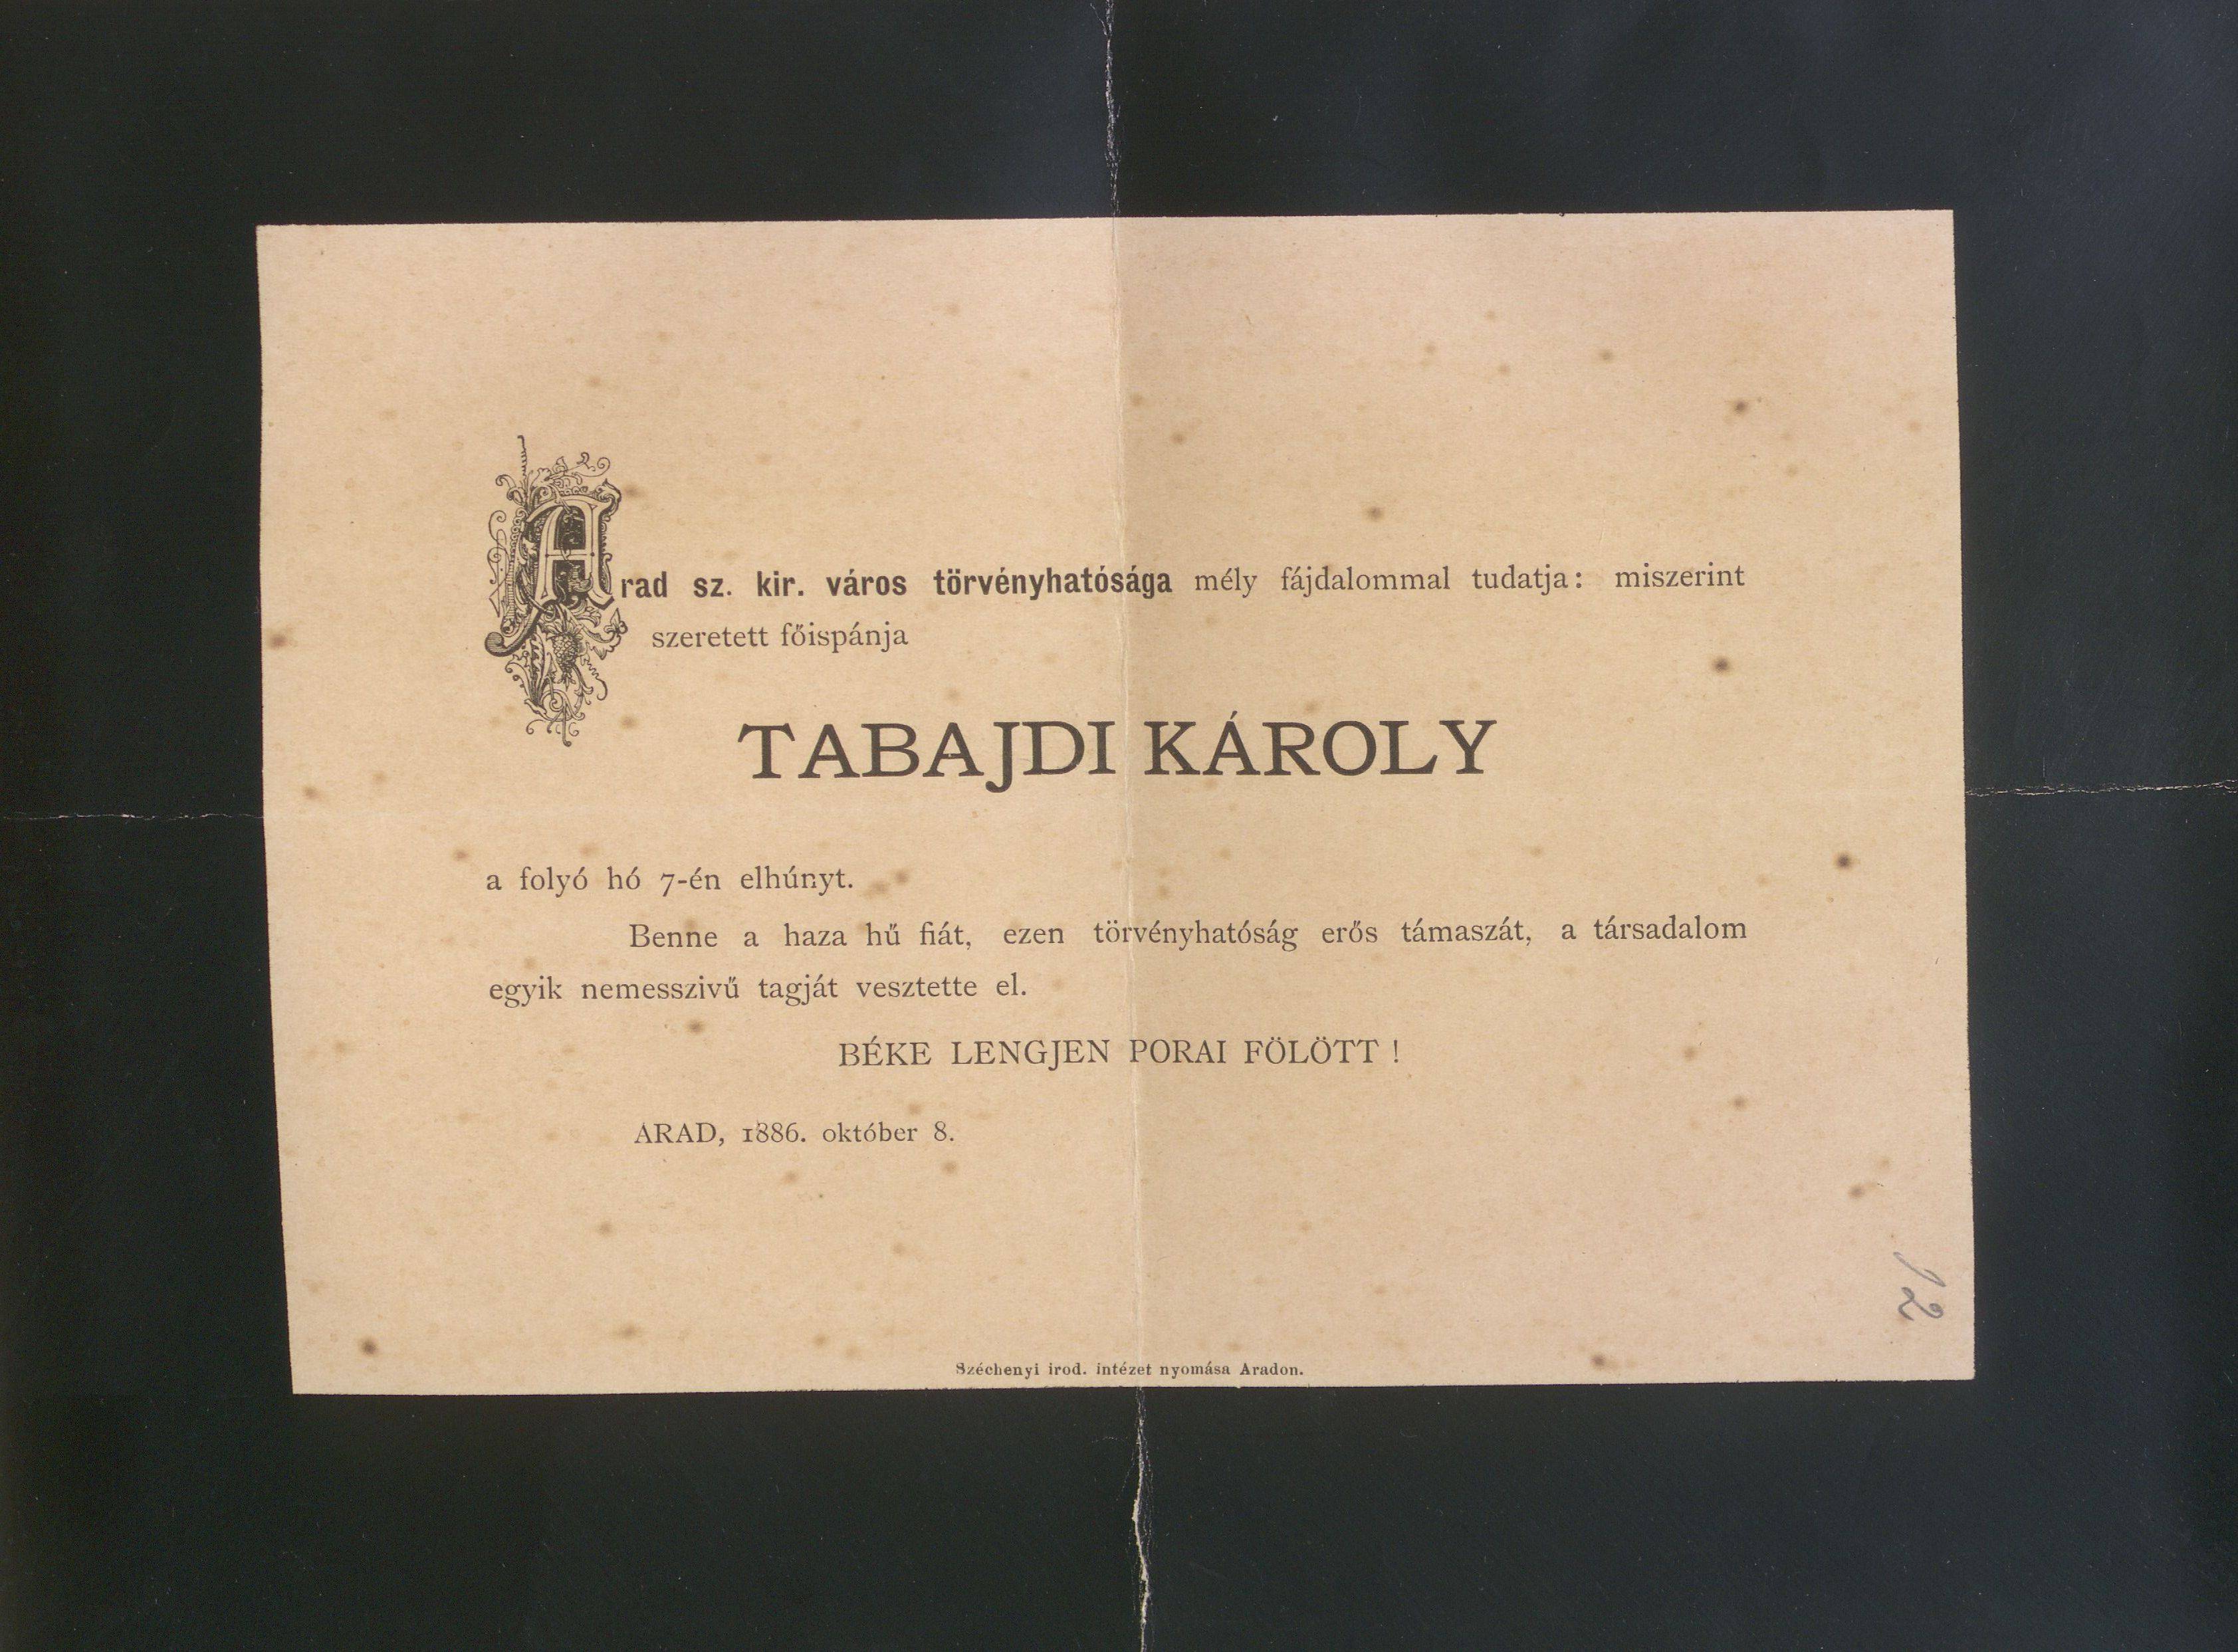 Arad sz. kir. város törvényhatósága mély fájdalommal tudatja: miszerint
szeretett főispánja
TABAJDI KÁROLY
a folyó hó 7-én elhúnyt.
Benne a haza hű fiát, ezen törvényhatóság erős támaszát, a társadalom
egyik nemesszivű tagját vesztette el.
BÉKE LENGJEN PORAI FÖLÖTT !
ARAD, 1886. október 8.
12
Széchenyi irod. intézet nyomása Aradon.